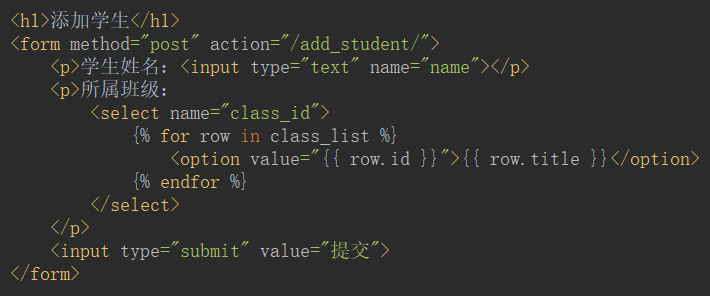 <h1>添加学生</h1>
<form method="post" action="/add_student/">
    <p>学生姓名：<input type="text" name="name"></p>
    <p>所属班级：
        <select name="class_id">
            {% for row in class_list %}
                <option value="{{ row.id }}">{{ row.title }}</option>
            {% endfor %}
        </select>
    </p>
    <input type="submit" value="提交">
</form>